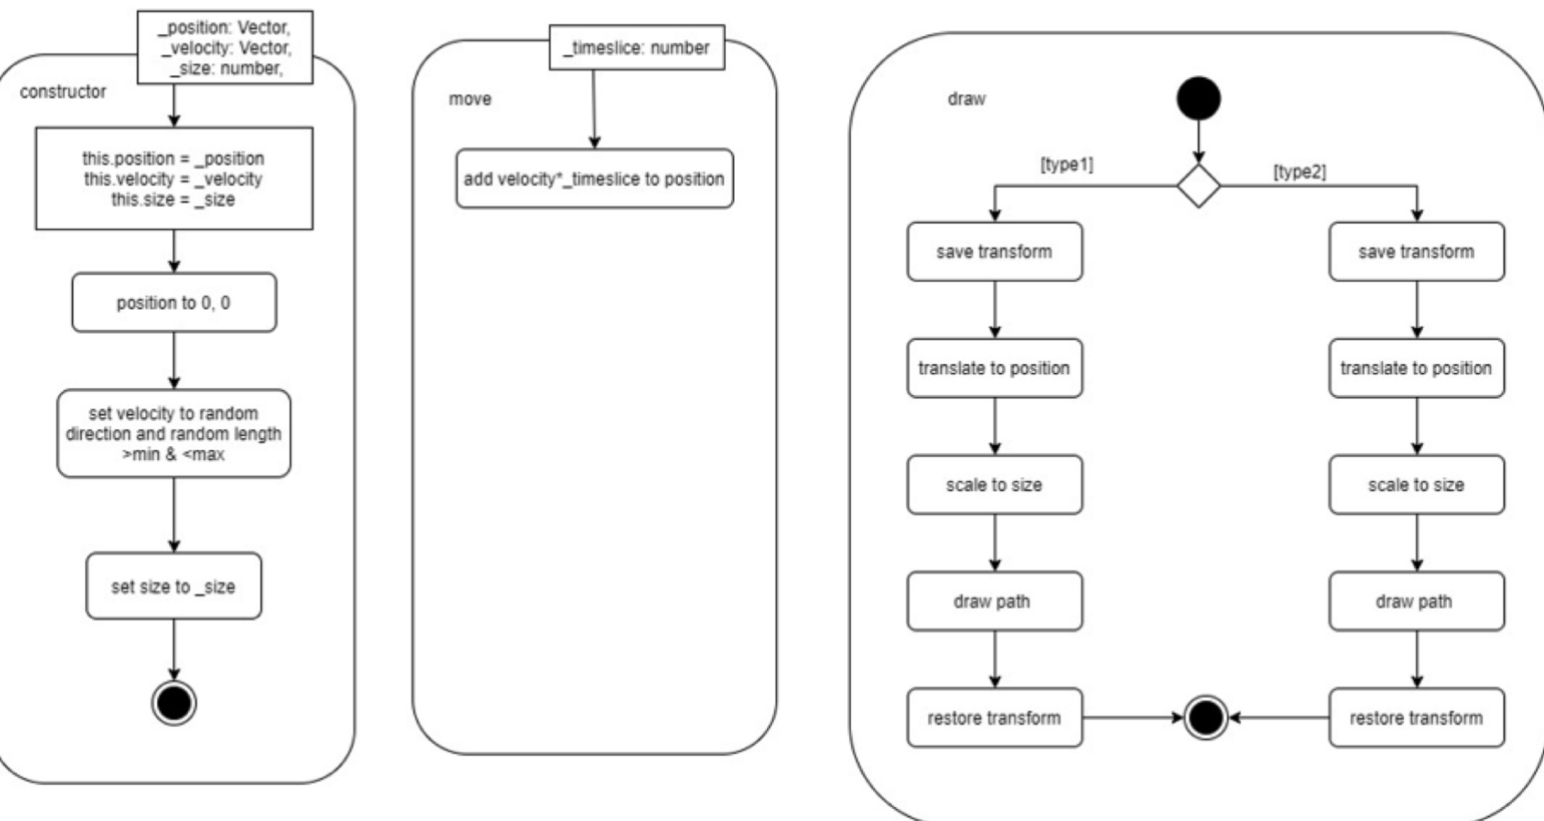 _position: Vector,
_velocity: Vector,
_size: number,
constructor
this.position = _position
this.velocity = _velocity
this.size = _size
position to 0, 0
set velocity to random
direction and random length
>min & <max
set size to _size
_timeslice: number
move
add velocity*_timeslice to position
draw
[type1]
[type2]
save transform
translate to position
scale to size
draw path
restore transform
save transform
translate to position
scale to size
draw path
restore transform